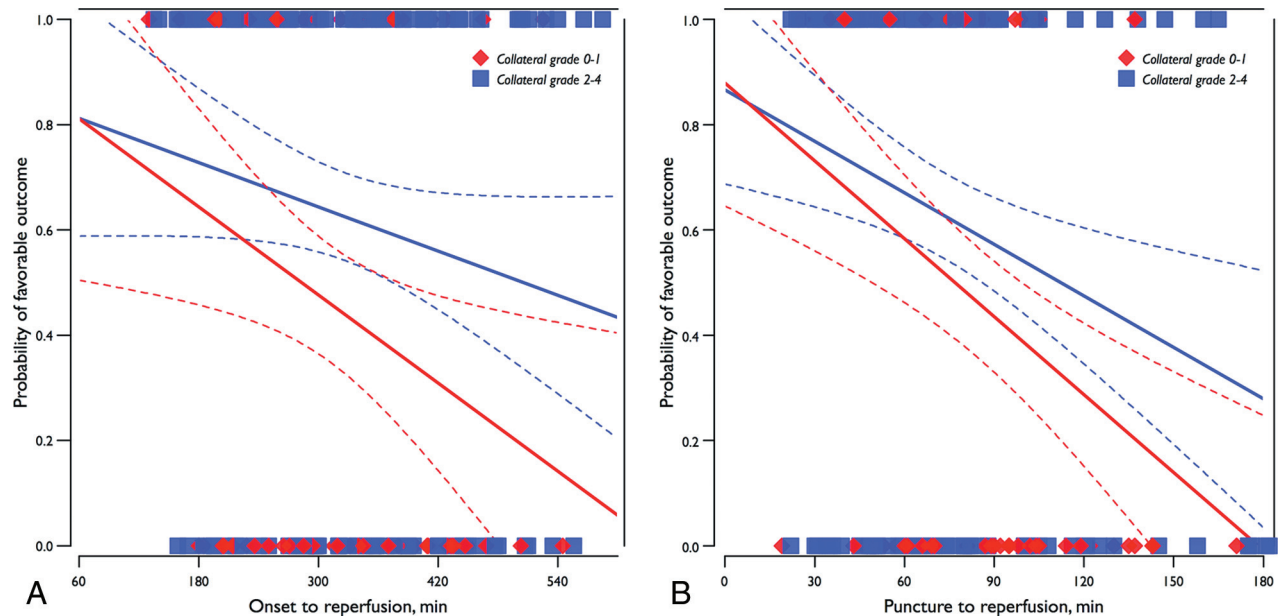 1.0
0.8
0.6
0.4
0.2
0.0
Probability of favorable outcome
Collateral grade 0-1
Collateral grade 2-4
60 180 300 420 540
Onset to reperfusion, min
A
1.0
0.8
0.6
0.4
0.2
0.0
Probability of favorable outcome
Collateral grade 0-1
Collateral grade 2-4
0 30 60 90 120 150 180
Puncture to reperfusion, min
B